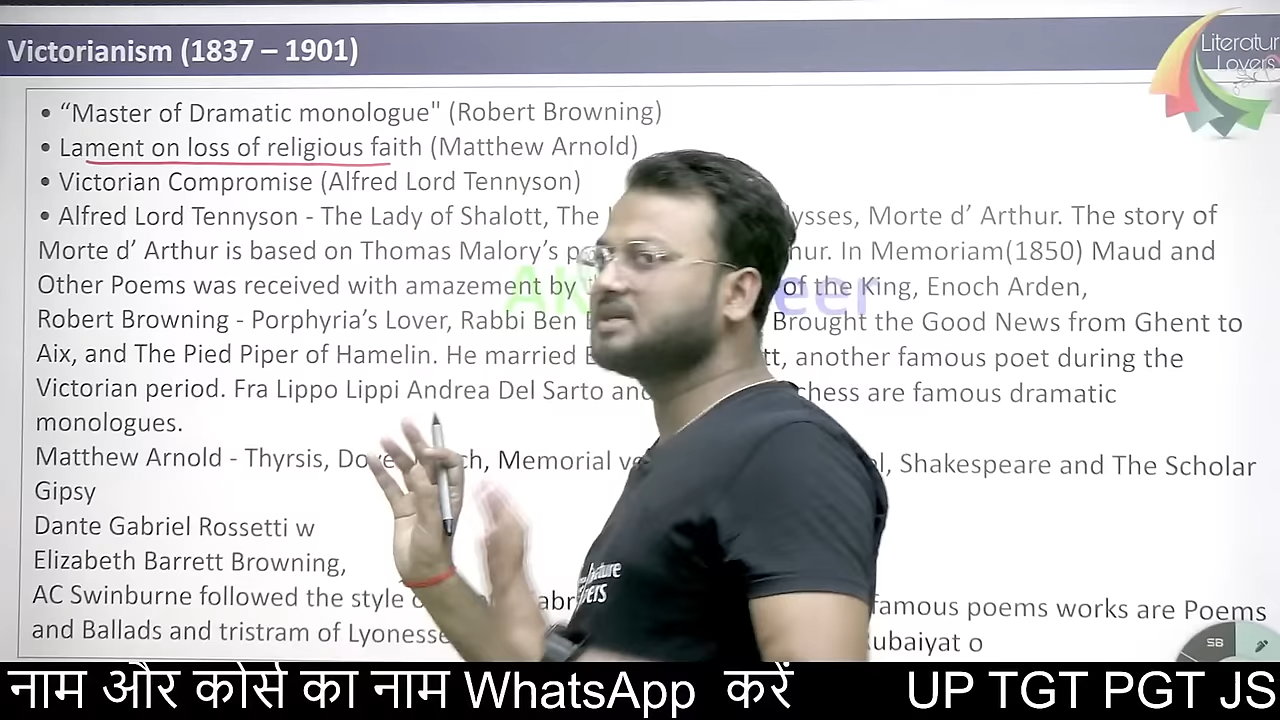 Victorianism (1837 – 1901)
Literatur
Lovers
• “Master of Dramatic monologue" (Robert Browning)
• Lament on loss of religious faith (Matthew Arnold)
• Victorian Compromise (Alfred Lord Tennyson)
• Alfred Lord Tennyson - The Lady of Shalott, The lysses, Morte d’ Arthur. The story of
Morte d’ Arthur is based on Thomas Malory’s hur. In Memoriam(1850) Maud and
Other Poems was received with amazement by of the King, Enoch Arden,
Robert Browning - Porphyria’s Lover, Rabbi Ben Brought the Good News from Ghent to
Aix, and The Pied Piper of Hamelin. He married tt, another famous poet during the
Victorian period. Fra Lippo Lippi Andrea Del Sarto and chess are famous dramatic
monologues.
Matthew Arnold - Thyrsis, Memorial l, Shakespeare and The Scholar
Gipsy
Dante Gabriel Rossetti w
Elizabeth Barrett Browning,
AC Swinburne followed the style famous poems works are Poems
and Ballads and tristram of Lyonesse ubaiyat o
SB
नाम और कोर्स का नाम WhatsApp करें UP TGT PGT JS